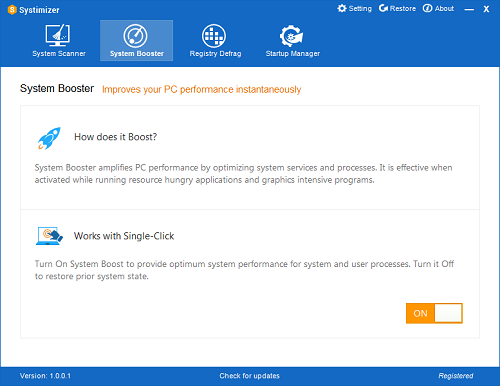 S Systimizer
Setting Restore About — X
System Scanner System Booster Registry Defrag Startup Manager
System Booster Improves your PC performance instantaneously
How does it Boost?
System Booster amplifies PC performance by optimizing system services and processes. It is effective when
activated while running resource hungry applications and graphics intensive programs.
Works with Single-Click
Turn On System Boost to provide optimum system performance for system and user processes. Turn it Off
to restore prior system state.
ON
Version: 1.0.0.1 Check for updates Registered